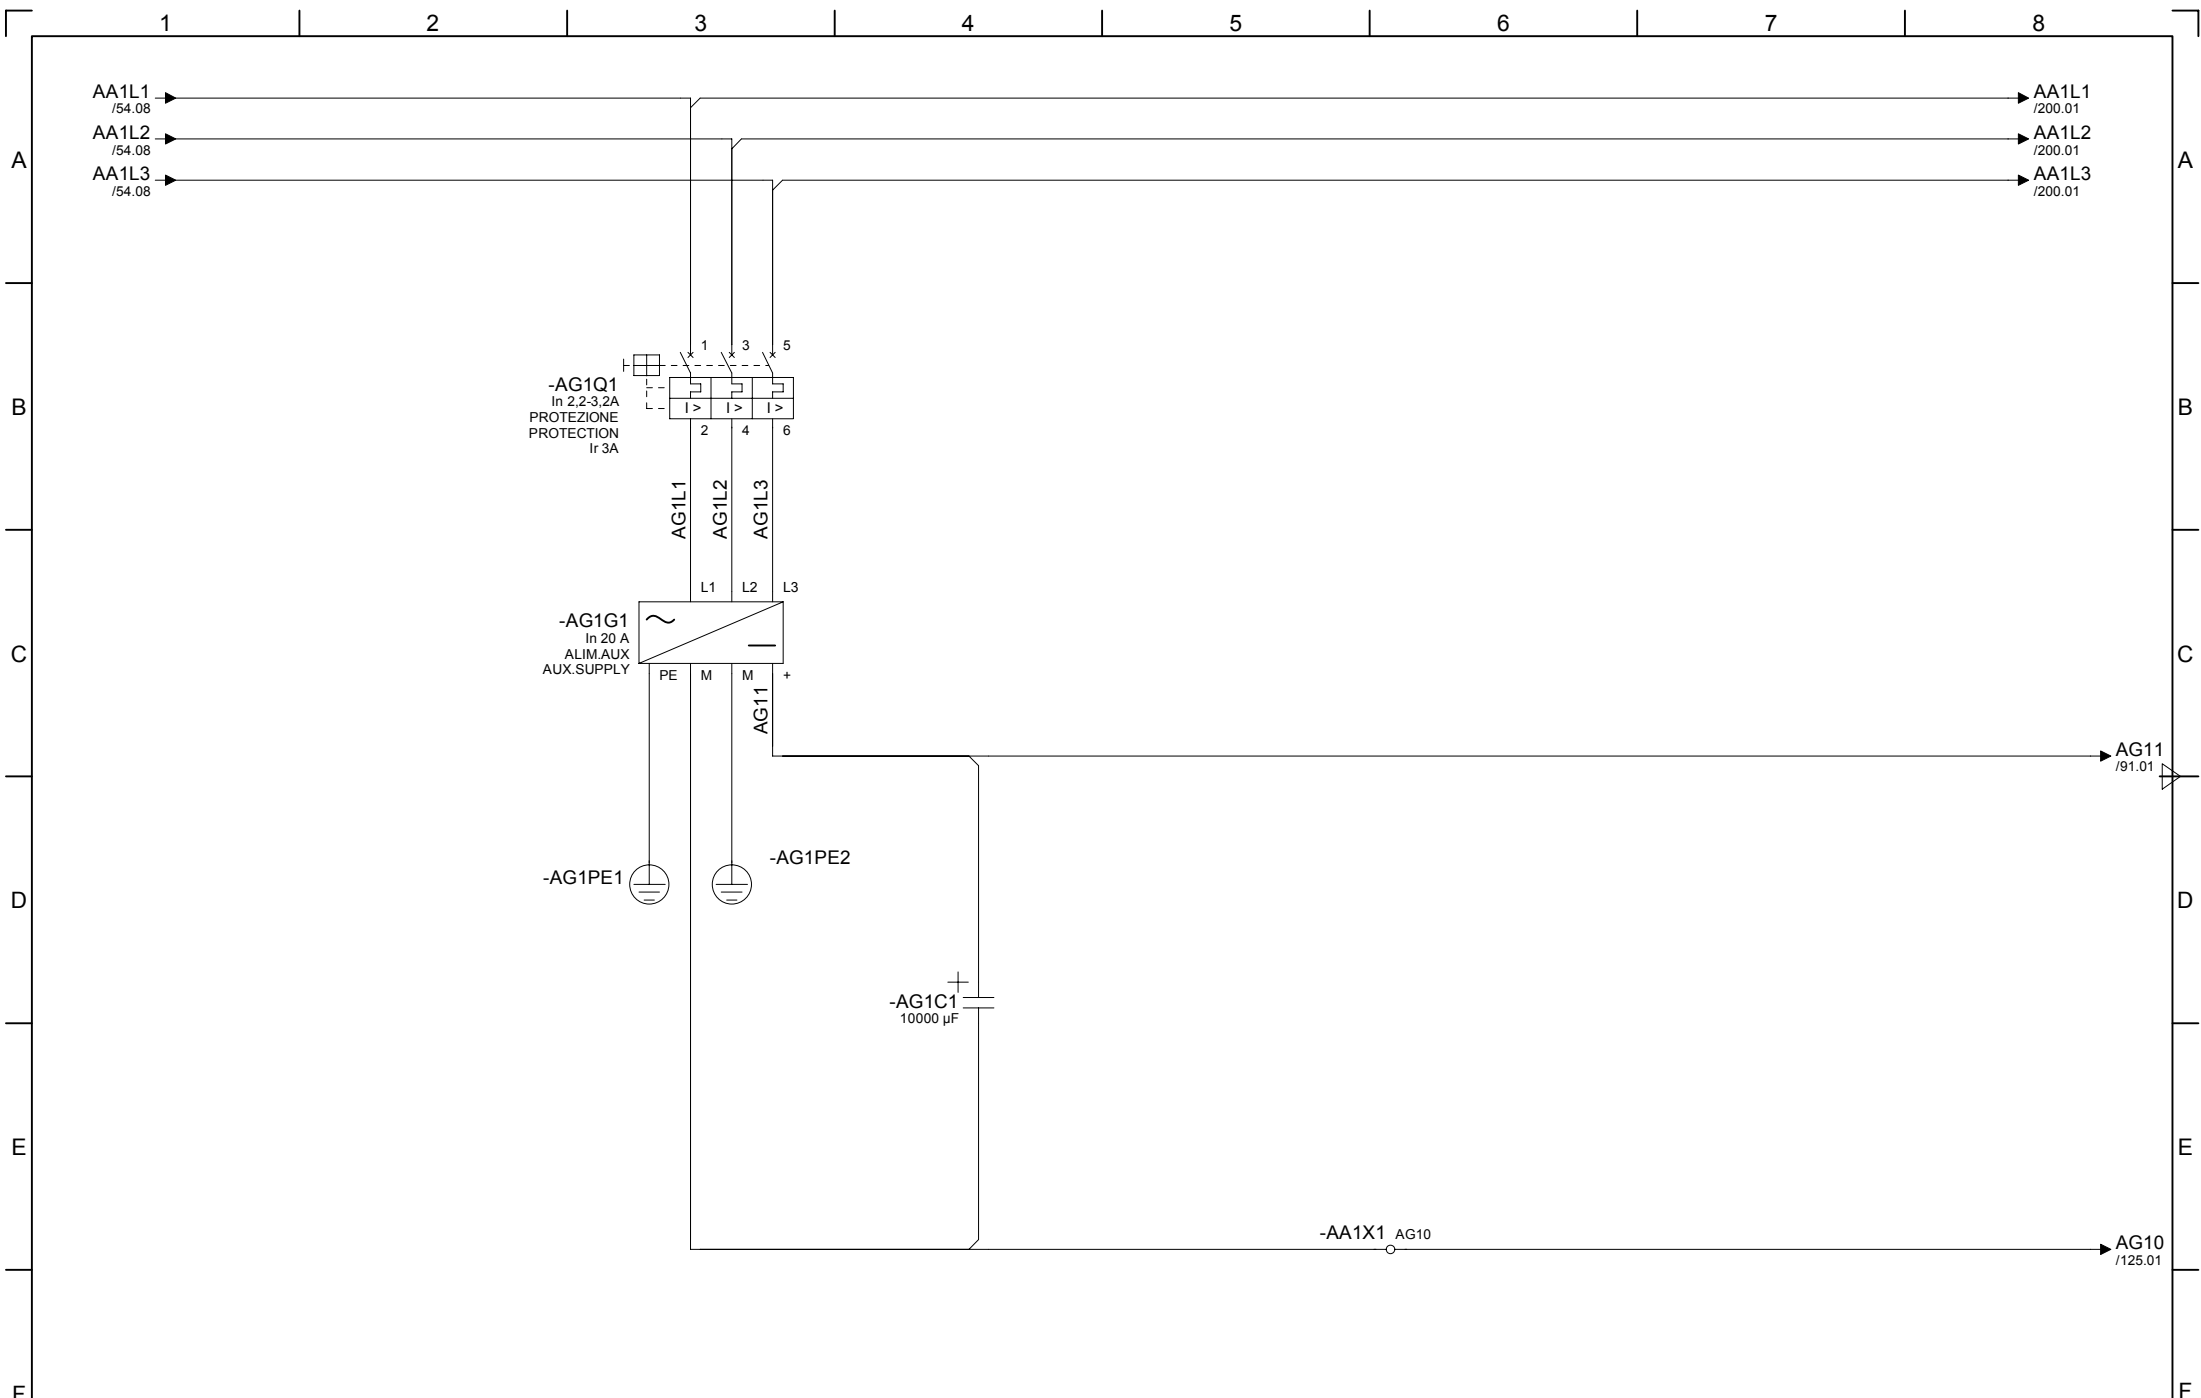 1 2 3 4 5 6 7 8
AA1L1
/54.08
AA1L1
/200.01
AA1L2
/54.08
AA1L2
/200.01
A
A
AA1L3
/54.08
AA1L3
/200.01
1 3 5
-AG1Q1
In 2,2-3,2A
PROTEZIONE
PROTECTION
Ir 3A
B
I > I > I >
B
2 4 6
AG1L1
AG1L2
AG1L3
L1 L2 L3
-AG1G1
In 20 A
ALIM.AUX
AUX.SUPPLY
C
C
PE M M +
AG11
AG11
/91.01
-AG1PE2
-AG1PE1
D
D
+
-AG1C1
10000 µF
E
E
-AA1X1 AG10
AG10
/125.01
F
F